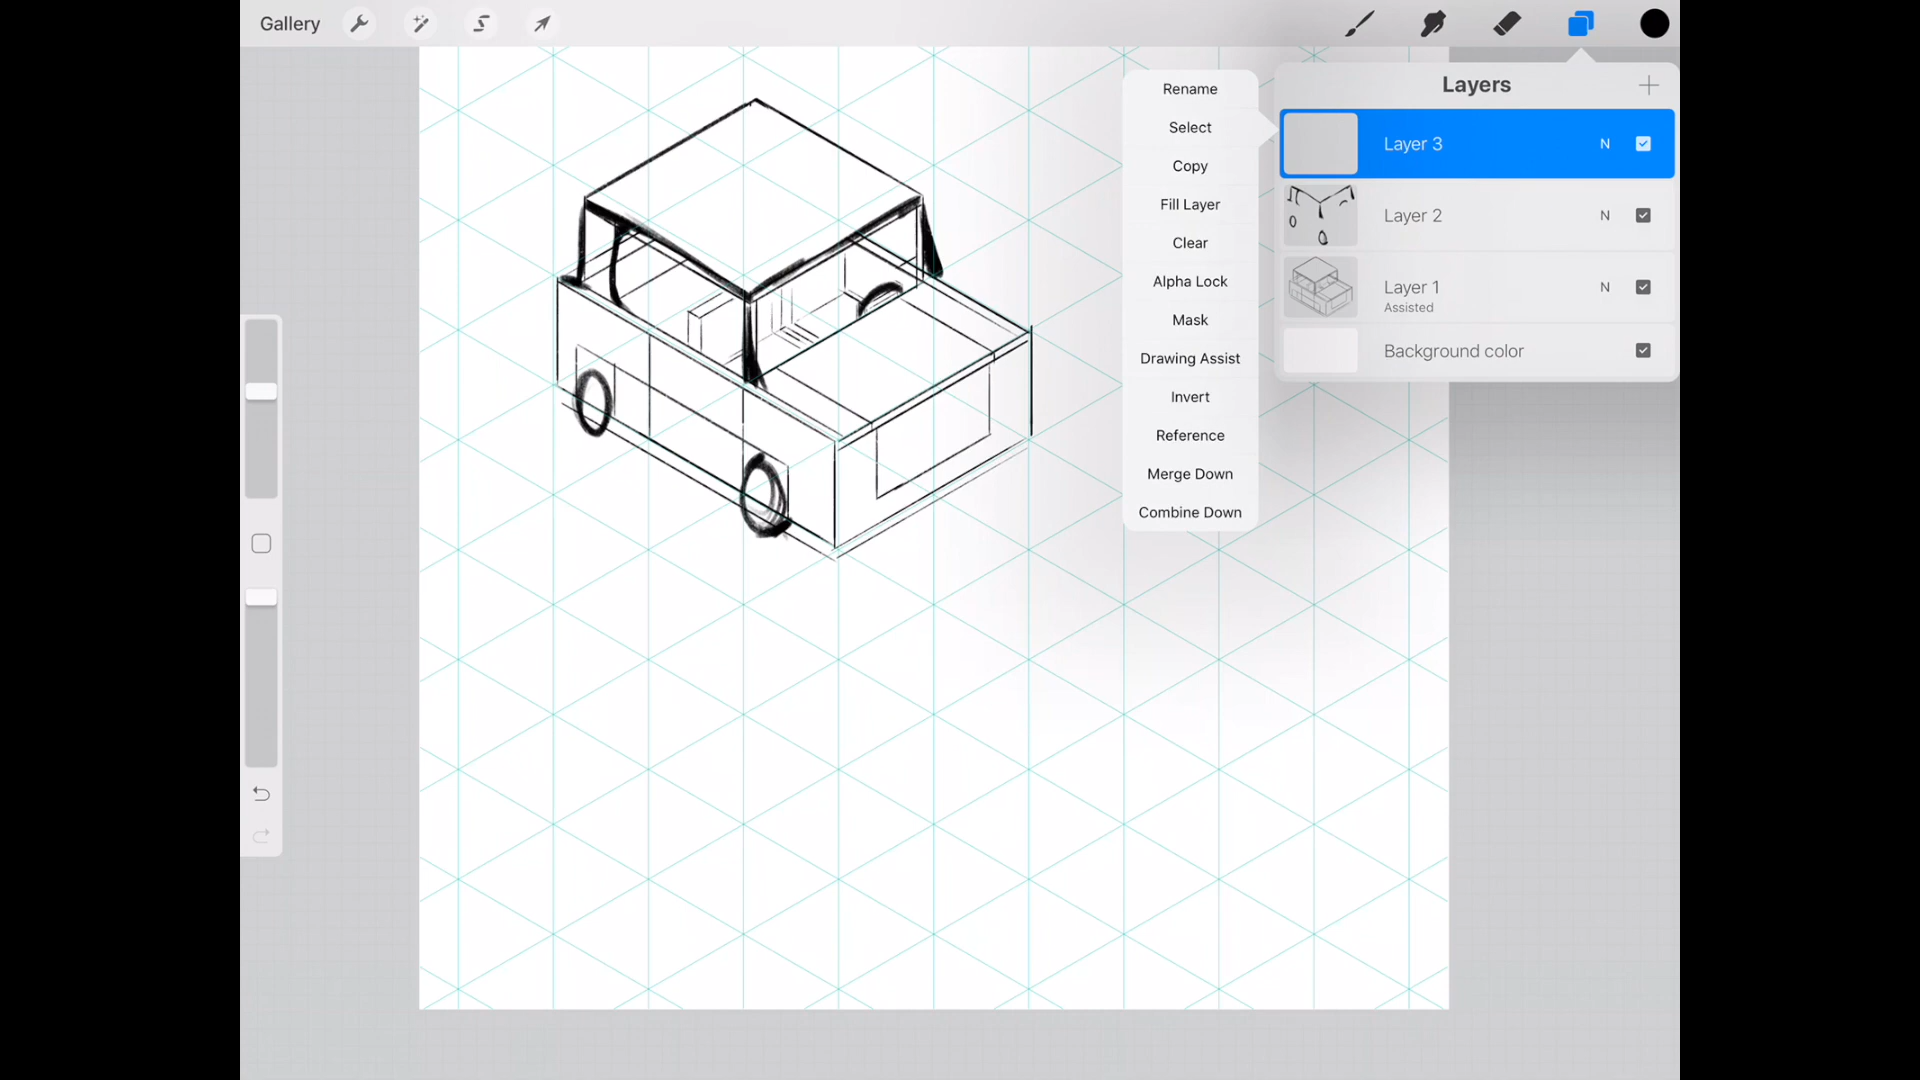 Gallery
Layers
Rename
Select
Copy
Fill Layer
Clear
Alpha Lock
Mask
Drawing Assist
Invert
Reference
Merge Down
Combine Down
Layer 3 N
Layer 2 N
Layer 1 N
Assisted
Background color